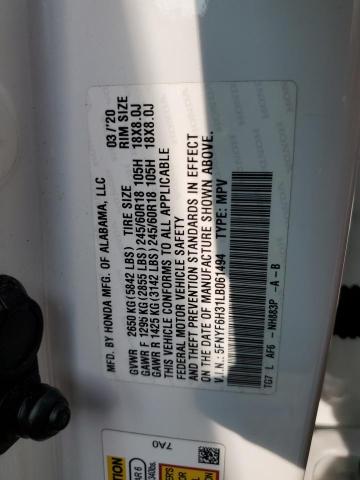 MFD. BY HONDA MFG. OF ALABAMA, LLC 03/'20
GVWR 2650 KG(5842 LBS) TIRE SIZE RIM SIZE
GAWR F 1295 KG(2855 LBS)245/60R18 105H 18X8.0J
GAWR R 1425 KG(3142 LBS)245/60R18 105H 18X8.0J
THIS VEHICLE CONFORMS TO ALL APPLICABLE
FEDERAL MOTOR VEHICLE SAFETY
AND THEFT PREVENTION STANDARDS IN EFFECT
ON THE DATE OF MANUFACTURE SHOWN ABOVE.
V.I.N.: 5FNYF6H31LB061494 TYPE: MPV
TG7 L AF6 -NH883P -A -B
7A0